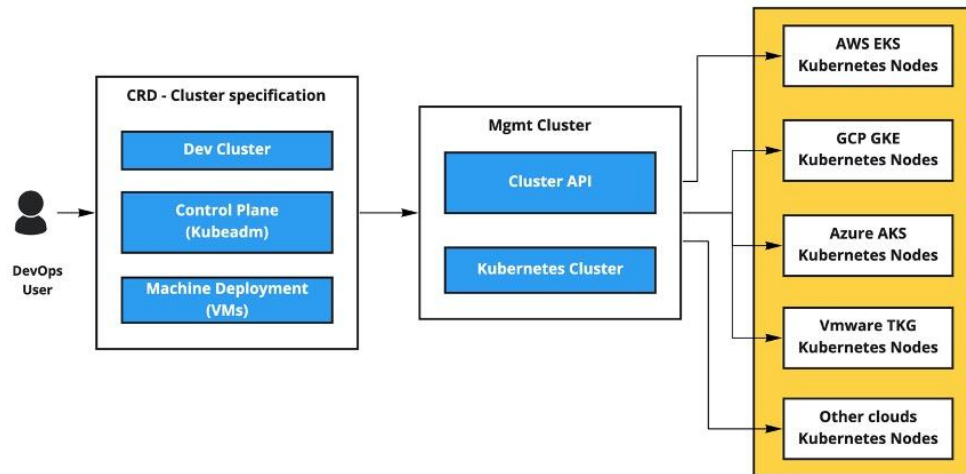 DevOps
User
CRD - Cluster specification
Dev Cluster
Control Plane
(Kubeadm)
Machine Deployment
(VMs)
Mgmt Cluster
Cluster API
Kubernetes Cluster
AWS EKS
Kubernetes Nodes
GCP GKE
Kubernetes Nodes
Azure AKS
Kubernetes Nodes
Vmware TKG
Kubernetes Nodes
Other clouds
Kubernetes Nodes